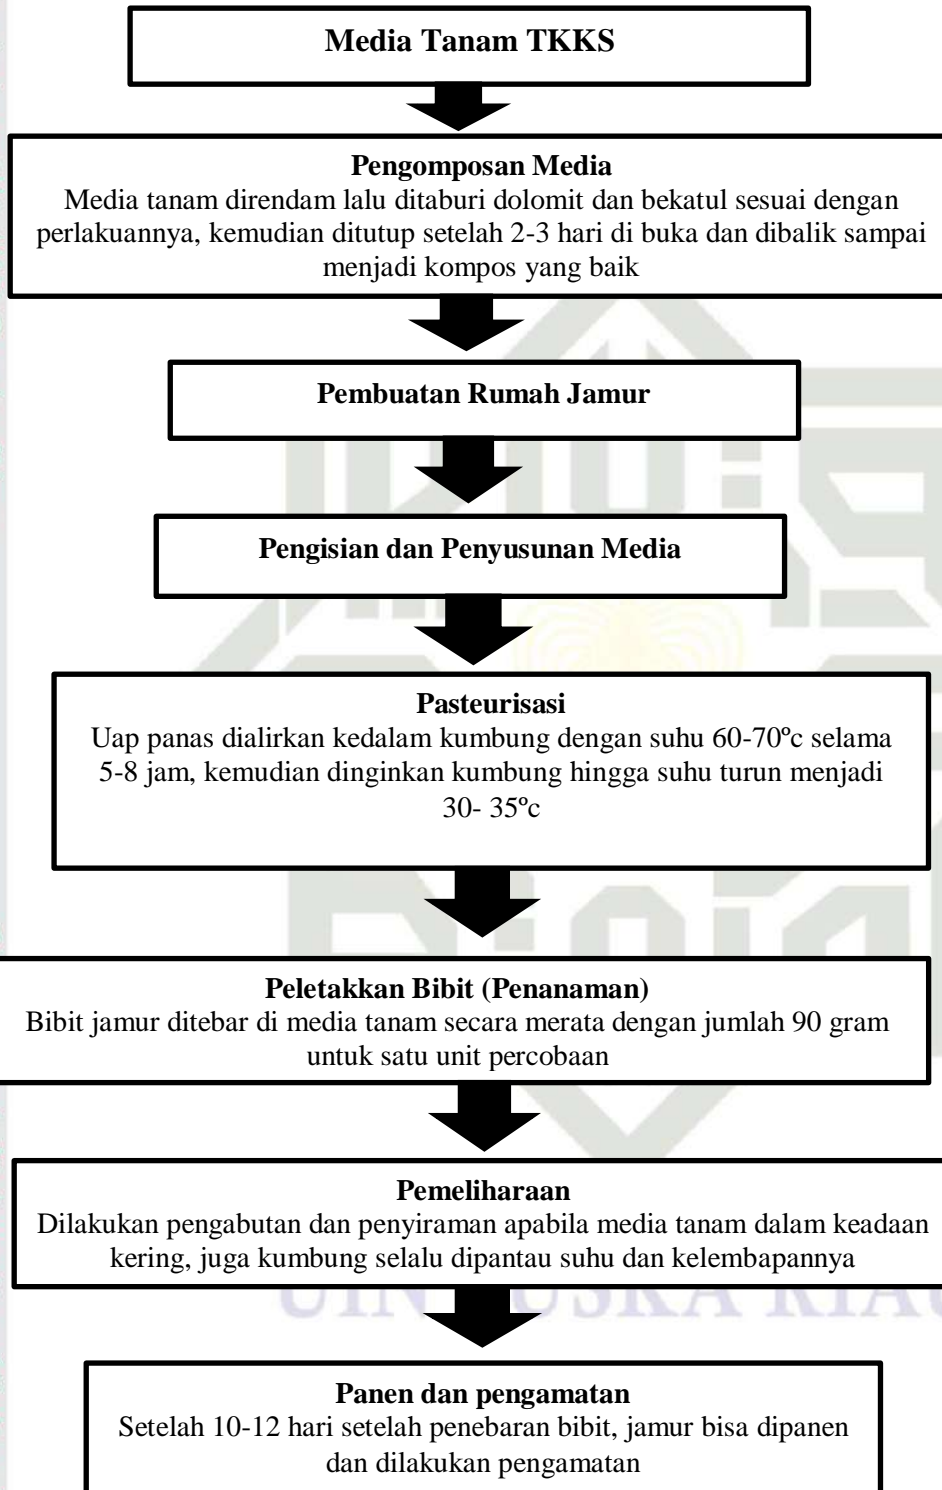 Media Tanam TKKS
Pengomposan Media
Media tanam direndam lalu ditaburi dolomit dan bekatul sesuai dengan
perlakuannya, kemudian ditutup setelah 2-3 hari di buka dan dibalik sampai
menjadi kompos yang baik
Pembuatan Rumah Jamur
Pengisian dan Penyusunan Media
Pasteurisasi
Uap panas dialirkan kedalam kumbung dengan suhu 60-70ºc selama
5-8 jam, kemudian dinginkan kumbung hingga suhu turun menjadi
30- 35ºc
Peletakkan Bibit (Penanaman)
Bibit jamur ditebar di media tanam secara merata dengan jumlah 90 gram
untuk satu unit percobaan
Pemeliharaan
Dilakukan pengabutan dan penyiraman apabila media tanam dalam keadaan
kering, juga kumbung selalu dipantau suhu dan kelembapannya
Panen dan pengamatan
Setelah 10-12 hari setelah penebaran bibit, jamur bisa dipanen
dan dilakukan pengamatan